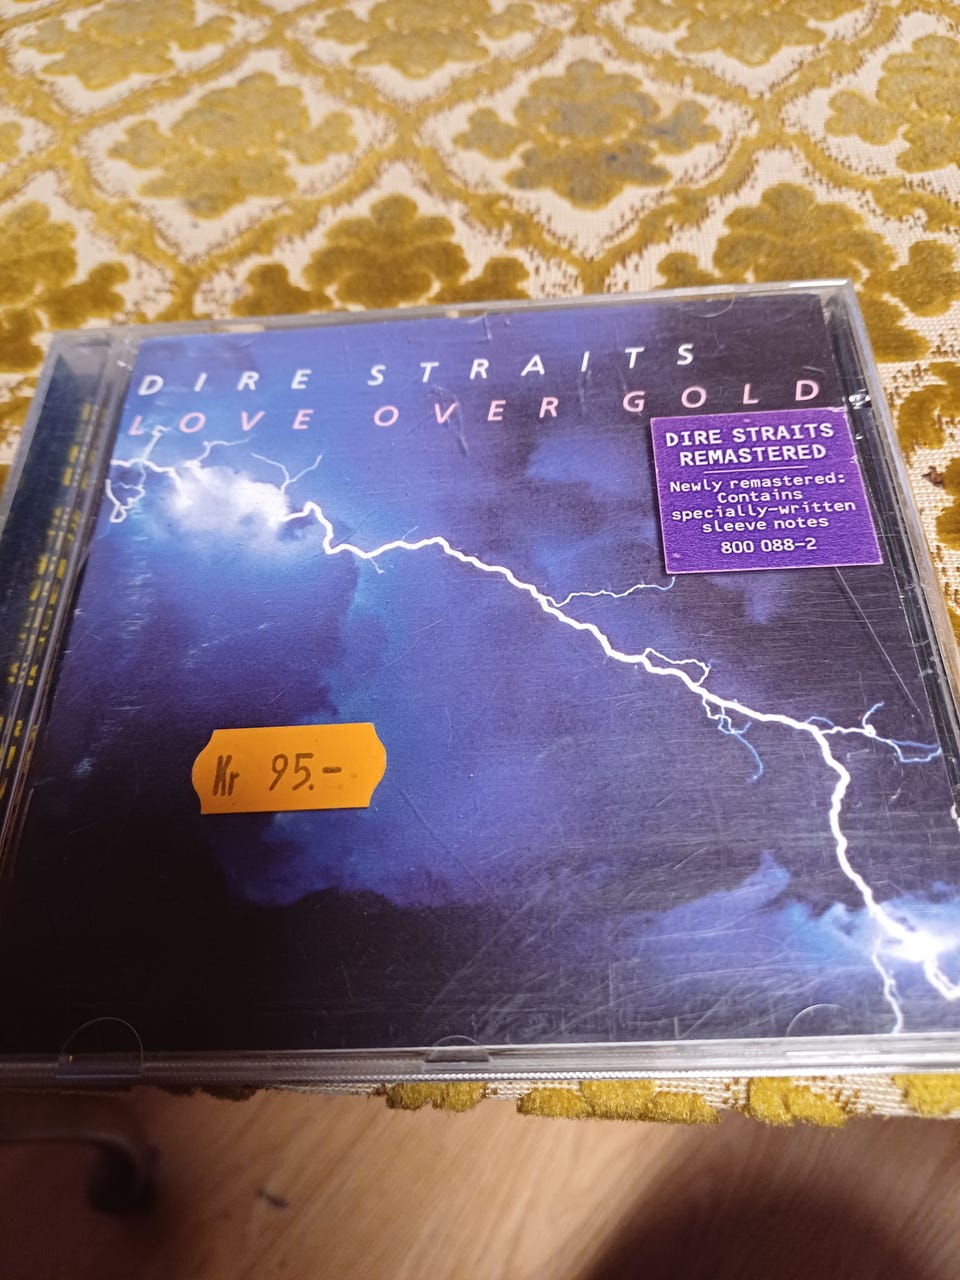 DIRE STRAITS
LOVE OVER GOLD
DIRE STRAITS
REMASTERED
Newly remastered:
Contains
specially-written
sleeve notes
800 088-2
Kr 95.-